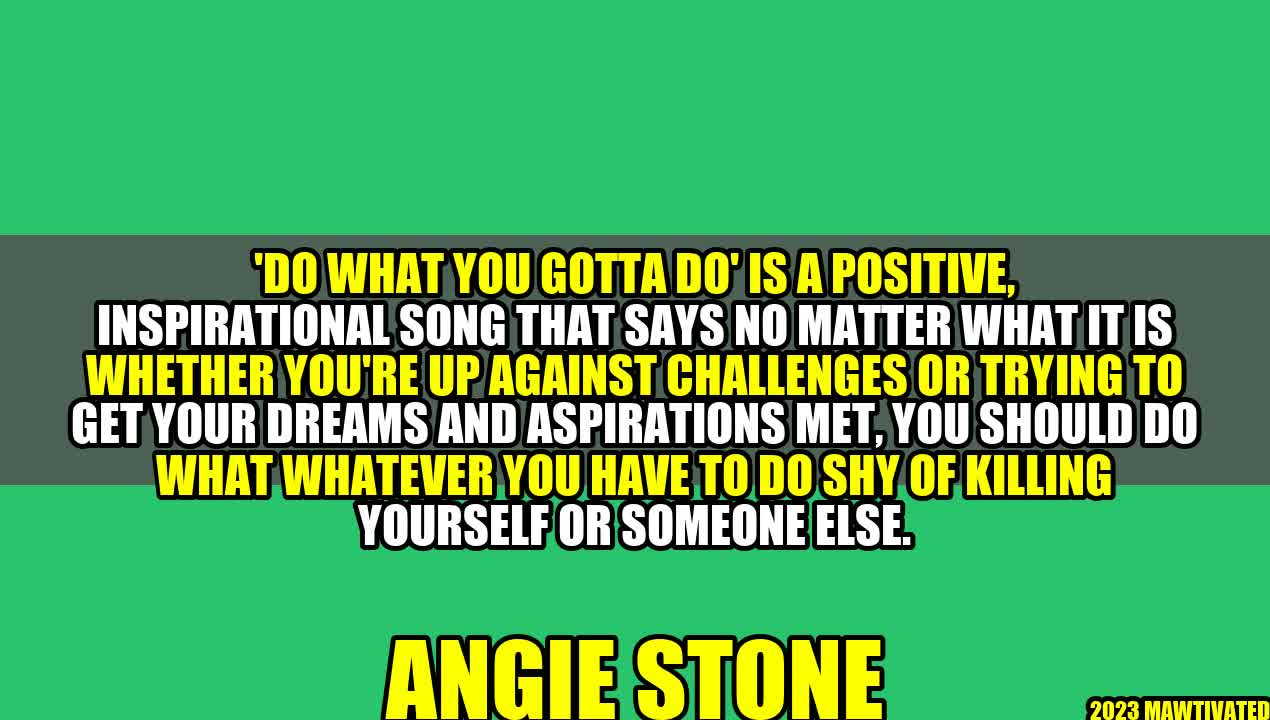 'DO WHAT YOU GOTTA DO' IS A POSITIVE,
INSPIRATIONAL SONG THAT SAYS NO MATTER WHAT IT IS
WHETHER YOU'RE UP AGAINST CHALLENGES OR TRYING TO
GET YOUR DREAMS AND ASPIRATIONS MET, YOU SHOULD DO
WHAT WHATEVER YOU HAVE TO DO SHY OF KILLING
YOURSELF OR SOMEONE ELSE.
ANGIE STONE
2023 MAWTIVATED